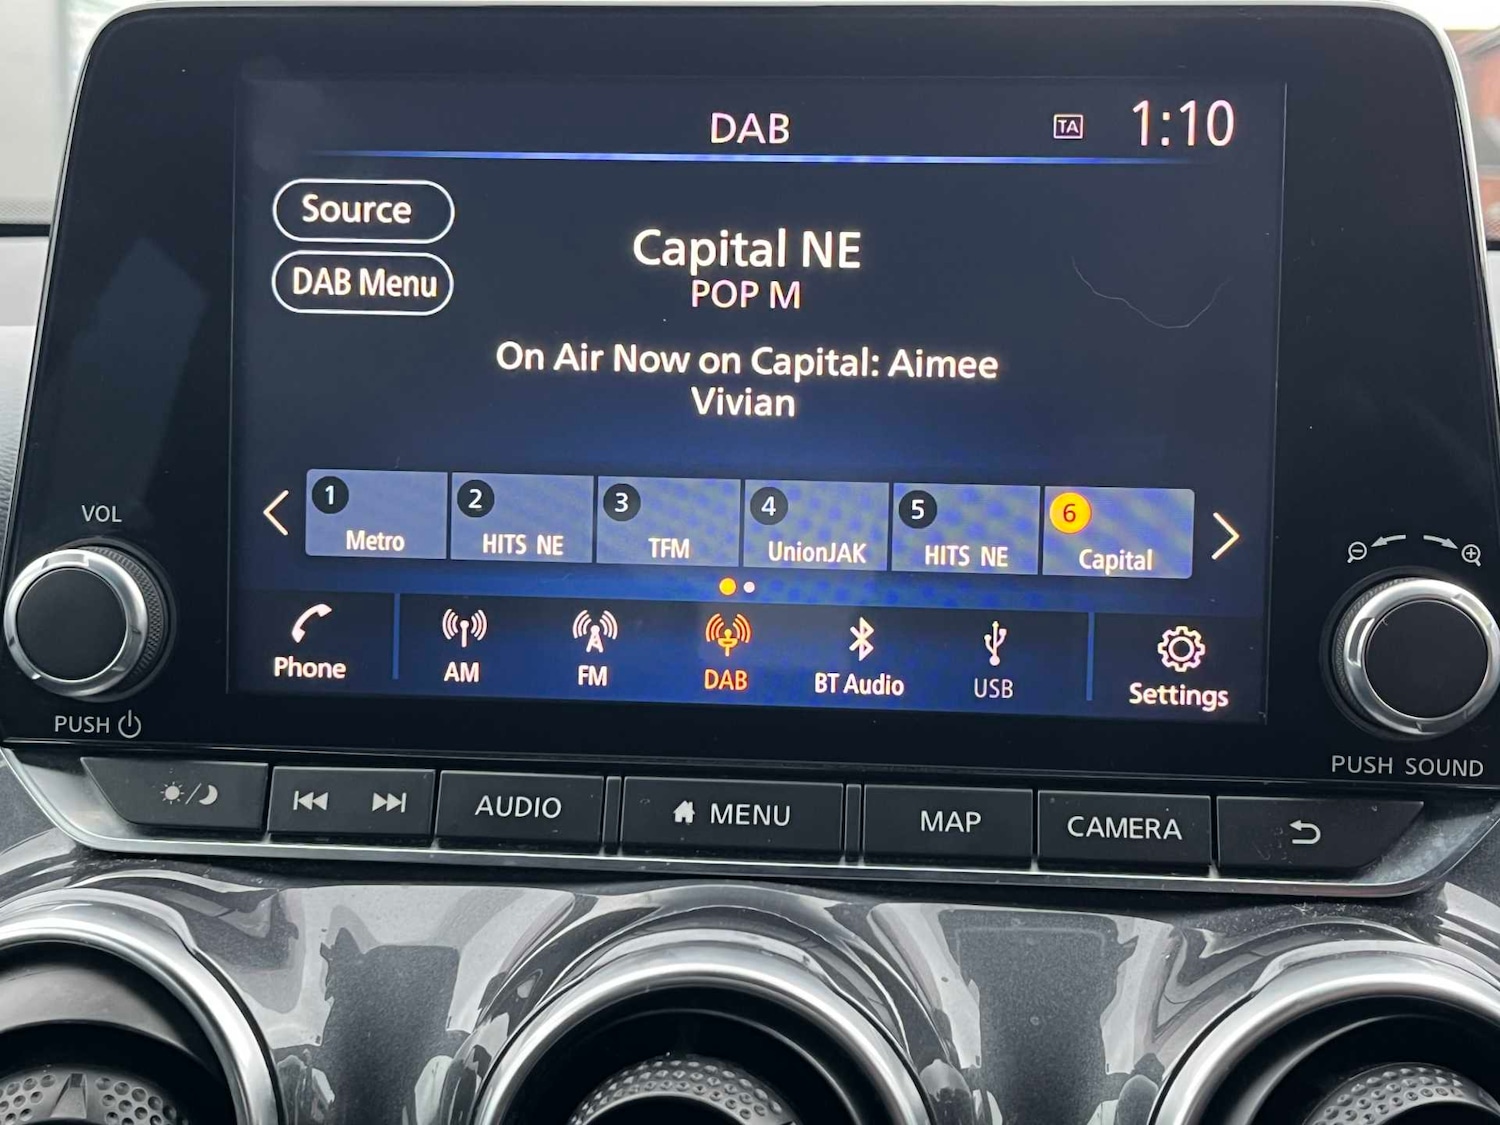 DAB
TA
1:10
Source
DAB Menu
Capital NE
POP M
On Air Now on Capital: Aimee
Vivian
1
Metro
2
HITS NE
3
TFM
4
UnionJAK
5
HITS NE
6
Capital
Phone
AM
FM
DAB
BT Audio
USB
Settings
VOL
PUSH
PUSH SOUND
AUDIO
MENU
MAP
CAMERA